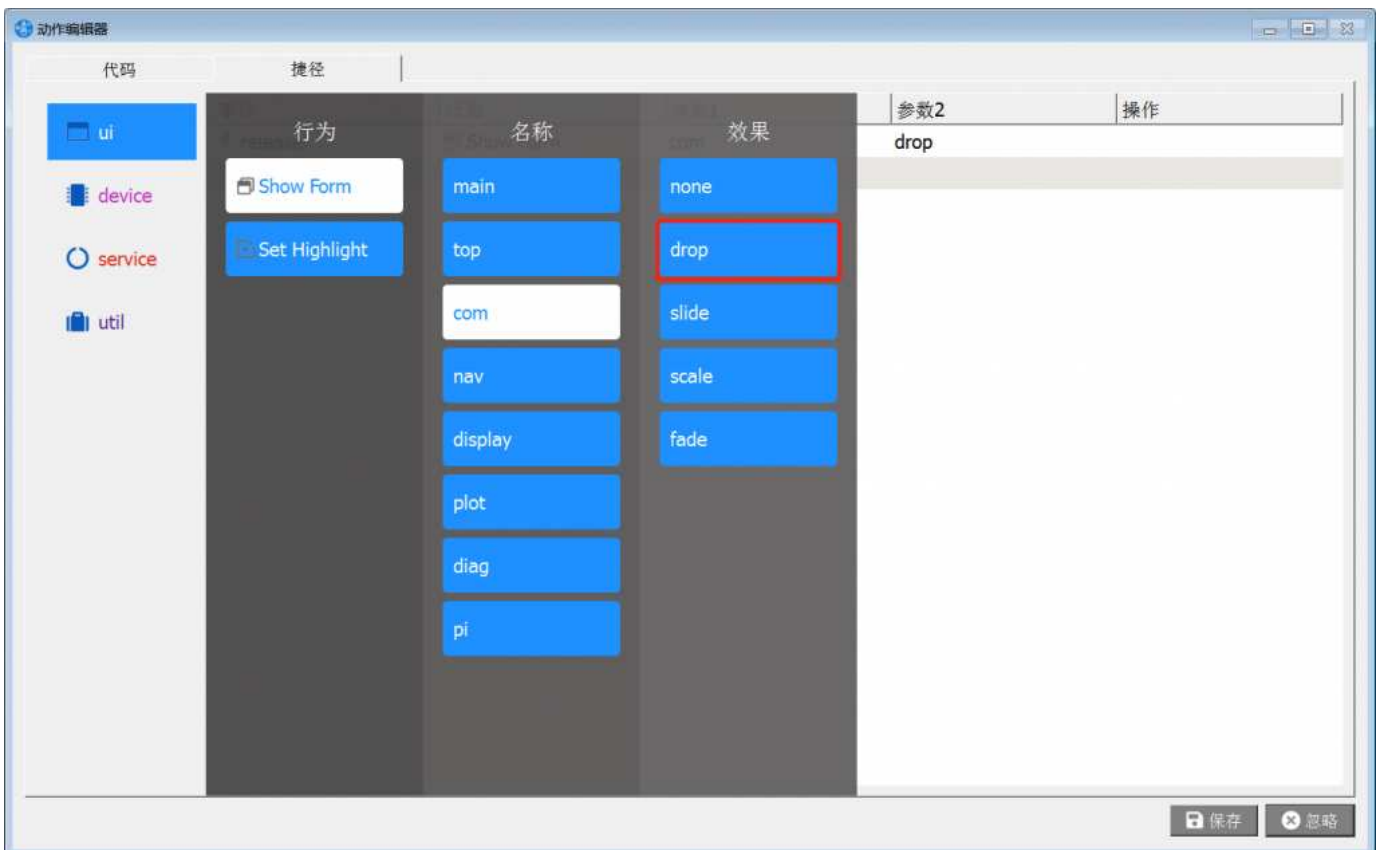 动作编辑器
代码 捷径
参数2 操作
行为 名称 效果
drop
ui
device
service
util
Show Form
Set Highlight
main
top
com
nav
display
plot
diag
pi
none
drop
slide
scale
fade
保存 忽略